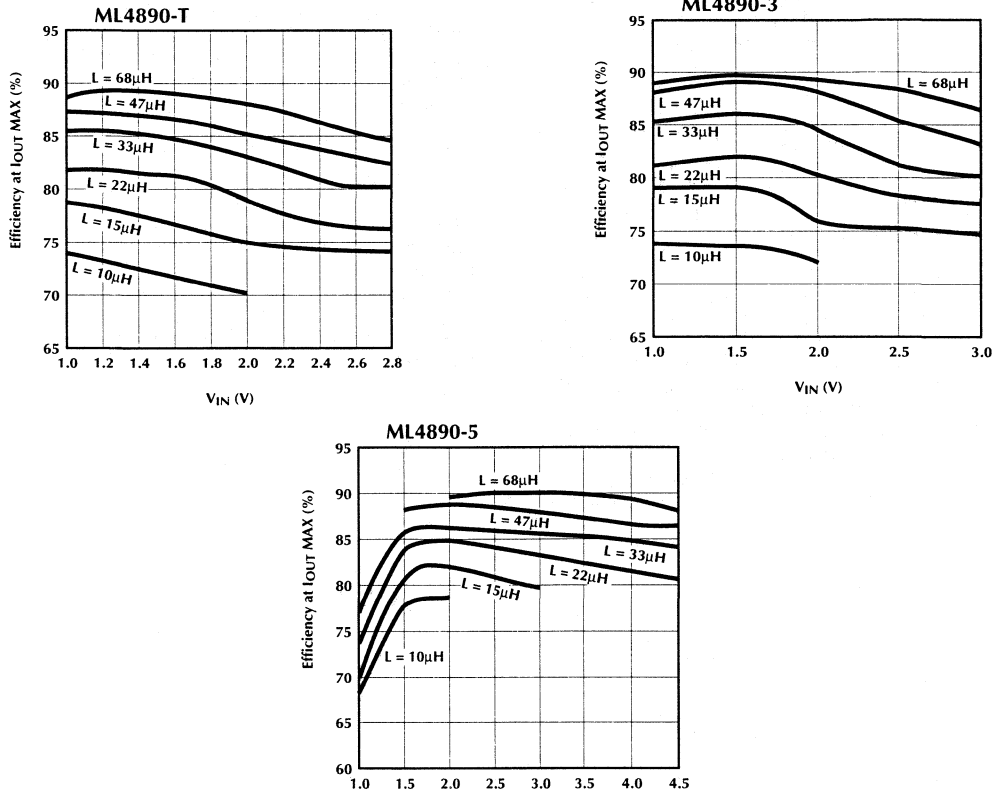 ML4890-T
95
90
85
80
75
70
65
Efficiency at IOUT MAX (%)
L = 68µH
L = 47µH
L = 33µH
L = 22µH
L = 15µH
L = 10µH
1.0 1.2 1.4 1.6 1.8 2.0 2.2 2.4 2.6 2.8
VIN (V)
ML4890-3
95
90
85
80
75
70
65
Efficiency at IOUT MAX (%)
L = 68µH
L = 47µH
L = 33µH
L = 22µH
L = 15µH
L = 10µH
1.0 1.5 2.0 2.5 3.0
VIN (V)
ML4890-5
95
90
85
80
75
70
65
60
Efficiency at IOUT MAX (%)
L = 68µH
L = 47µH
L = 33µH
L = 22µH
L = 15µH
L = 10µH
1.0 1.5 2.0 2.5 3.0 3.5 4.0 4.5